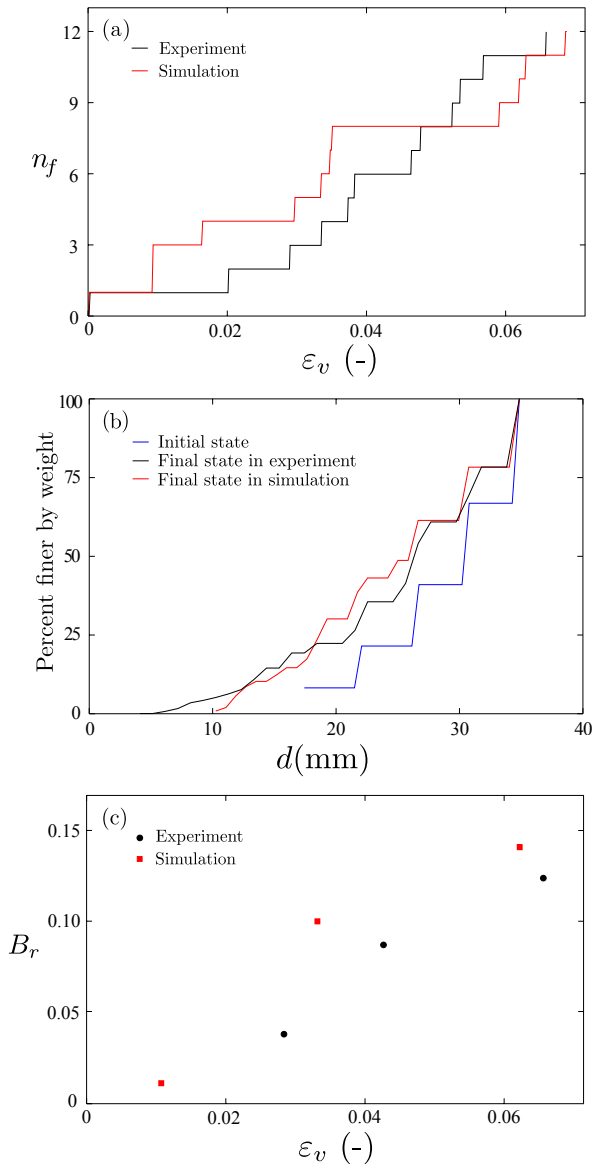 (a)
Experiment
Simulation
12
9
6
3
0
n_f
0
0.02
0.04
0.06
ε_v (-)
(b)
Initial state
Final state in experiment
Final state in simulation
100
75
50
25
0
Percent finer by weight
0
10
20
30
40
d(mm)
(c)
Experiment
Simulation
0.15
0.10
0.05
0
B_r
0
0.02
0.04
0.06
ε_v (-)